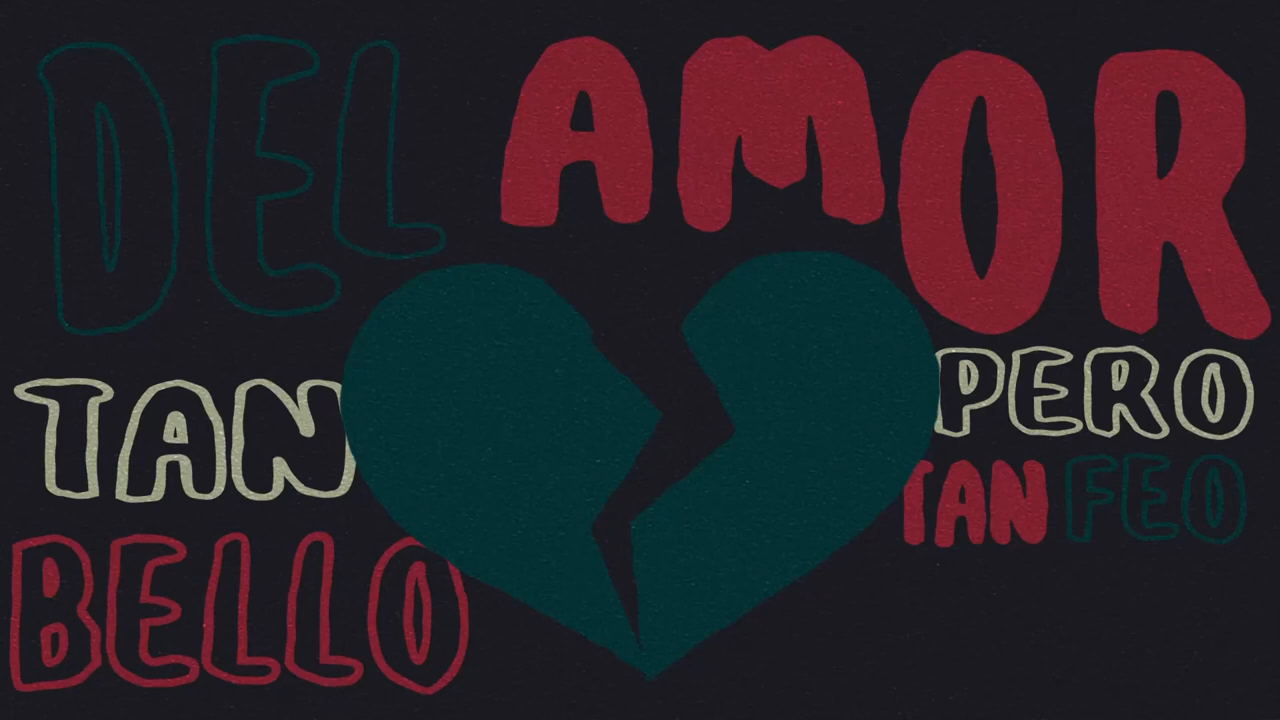 DEL AMOR
TAN
BELLO
PERO
TAN FEO